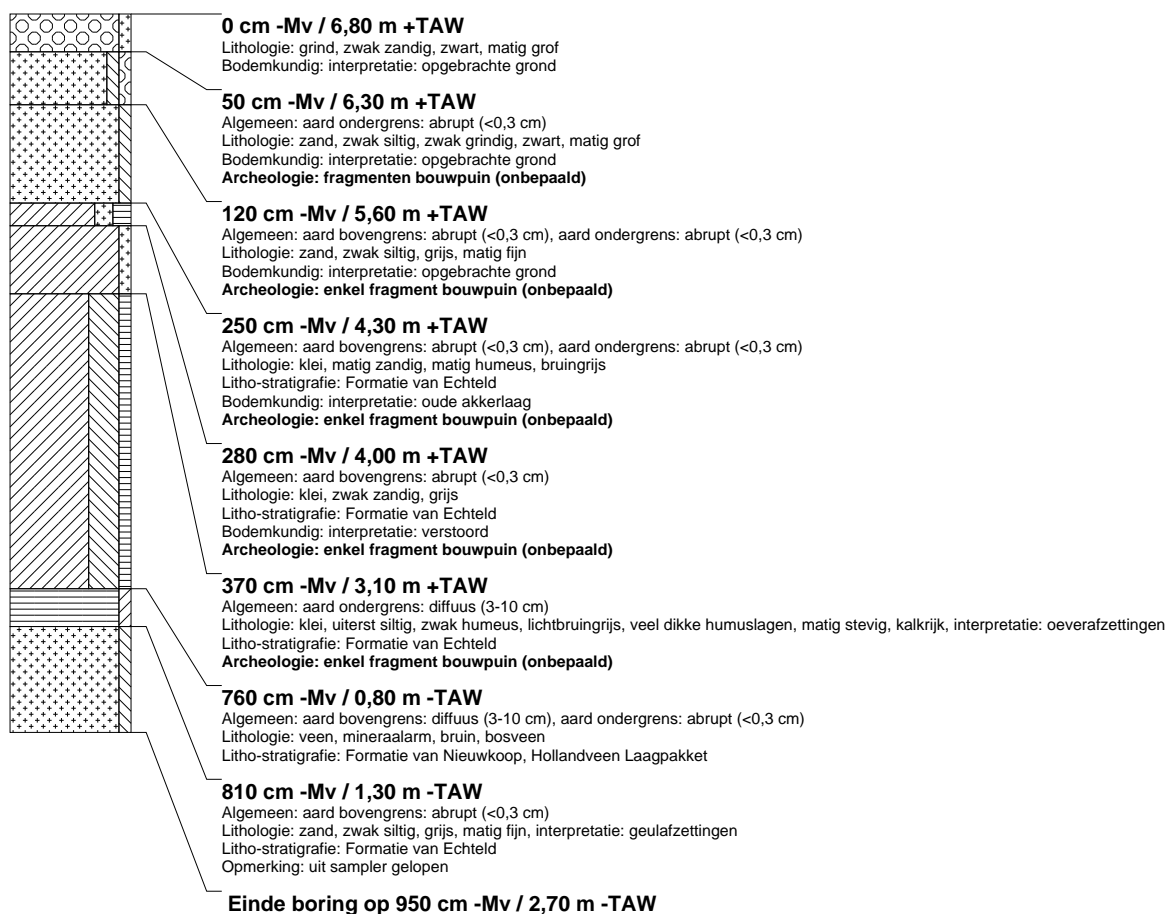 0 cm -Mv / 6,80 m +TAW
Lithologie: grind, zwak zandig, zwart, matig grof
Bodemkundig: interpretatie: opgebrachte grond
50 cm -Mv / 6,30 m +TAW
Algemeen: aard ondergrens: abrupt (<0,3 cm)
Lithologie: zand, zwak siltig, zwak grindig, zwart, matig grof
Bodemkundig: interpretatie: opgebrachte grond
Archeologie: fragmenten bouwpuin (onbepaald)
120 cm -Mv / 5,60 m +TAW
Algemeen: aard bovengrens: abrupt (<0,3 cm), aard ondergrens: abrupt (<0,3 cm)
Lithologie: zand, zwak siltig, grijs, matig fijn
Bodemkundig: interpretatie: opgebrachte grond
Archeologie: enkel fragment bouwpuin (onbepaald)
250 cm -Mv / 4,30 m +TAW
Algemeen: aard bovengrens: abrupt (<0,3 cm), aard ondergrens: abrupt (<0,3 cm)
Lithologie: klei, matig zandig, matig humeus, bruingrijs
Litho-stratigrafie: Formatie van Echteld
Bodemkundig: interpretatie: oude akkerlaag
Archeologie: enkel fragment bouwpuin (onbepaald)
280 cm -Mv / 4,00 m +TAW
Algemeen: aard bovengrens: abrupt (<0,3 cm)
Lithologie: klei, zwak zandig, grijs
Litho-stratigrafie: Formatie van Echteld
Bodemkundig: interpretatie: verstoord
Archeologie: enkel fragment bouwpuin (onbepaald)
370 cm -Mv / 3,10 m +TAW
Algemeen: aard ondergrens: diffuus (3-10 cm)
Lithologie: klei, uiterst siltig, zwak humeus, lichtbruingrijs, veel dikke humuslagen, matig stevig, kalkrijk, interpretatie: oeverafzettingen
Litho-stratigrafie: Formatie van Echteld
Archeologie: enkel fragment bouwpuin (onbepaald)
760 cm -Mv / 0,80 m -TAW
Algemeen: aard bovengrens: diffuus (3-10 cm), aard ondergrens: abrupt (<0,3 cm)
Lithologie: veen, mineraalarm, bruin, bosveen
Litho-stratigrafie: Formatie van Nieuwkoop, Hollandveen Laagpakket
810 cm -Mv / 1,30 m -TAW
Algemeen: aard bovengrens: abrupt (<0,3 cm)
Lithologie: zand, zwak siltig, grijs, matig fijn, interpretatie: geulafzettingen
Litho-stratigrafie: Formatie van Echteld
Opmerking: uit sampler gelopen
Einde boring op 950 cm -Mv / 2,70 m -TAW